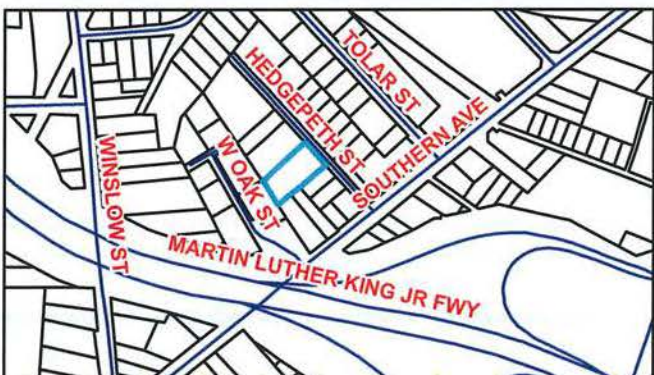 TOLAR ST
HEDGEPETH ST
SOUTHERN AVE
W OAK ST
WINSLOW ST
MARTIN LUTHER KING JR FWY